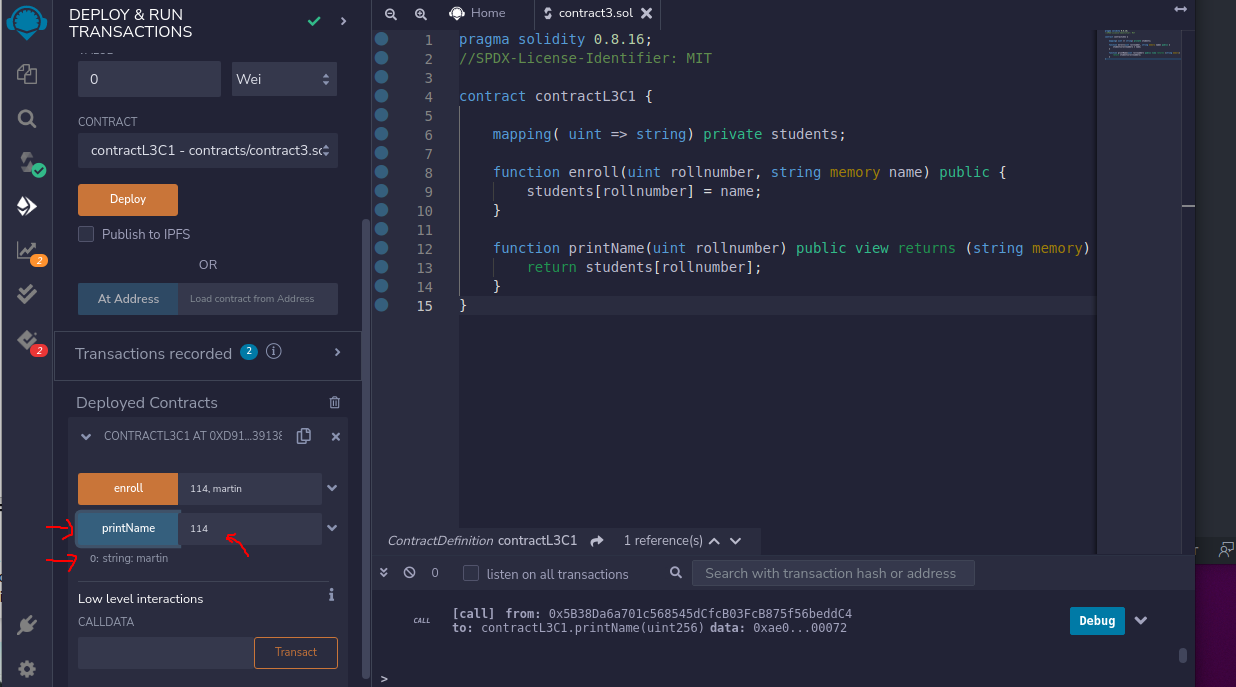 DEPLOY & RUN
TRANSACTIONS
VALUE
0
Wei
CONTRACT
contractL3C1 - contracts/contract3.sc
Deploy
Publish to IPFS
OR
At Address
Load contract from Address
Transactions recorded 2 i
Deployed Contracts
CONTRACTL3C1 AT 0XD91...39138
enroll
114, martin
printName
114
0: string: martin
Low level interactions
i
CALLDATA
Transact
2
2
Home
contract3.sol
1 pragma solidity 0.8.16;
2 //SPDX-License-Identifier: MIT
3
4 contract contractL3C1 {
5
6 mapping( uint => string) private students;
7
8 function enroll(uint rollnumber, string memory name) public {
9 students[rollnumber] = name;
10 }
11
12 function printName(uint rollnumber) public view returns (string memory)
13 return students[rollnumber];
14 }
15 }
ContractDefinition contractL3C1 1 reference(s)
0
listen on all transactions
Search with transaction hash or address
CALL
[call] from: 0x5B38Da6a701c568545dCfcB03FcB875f56beddC4
to: contractL3C1.printName(uint256) data: 0xae0...00072
Debug
>